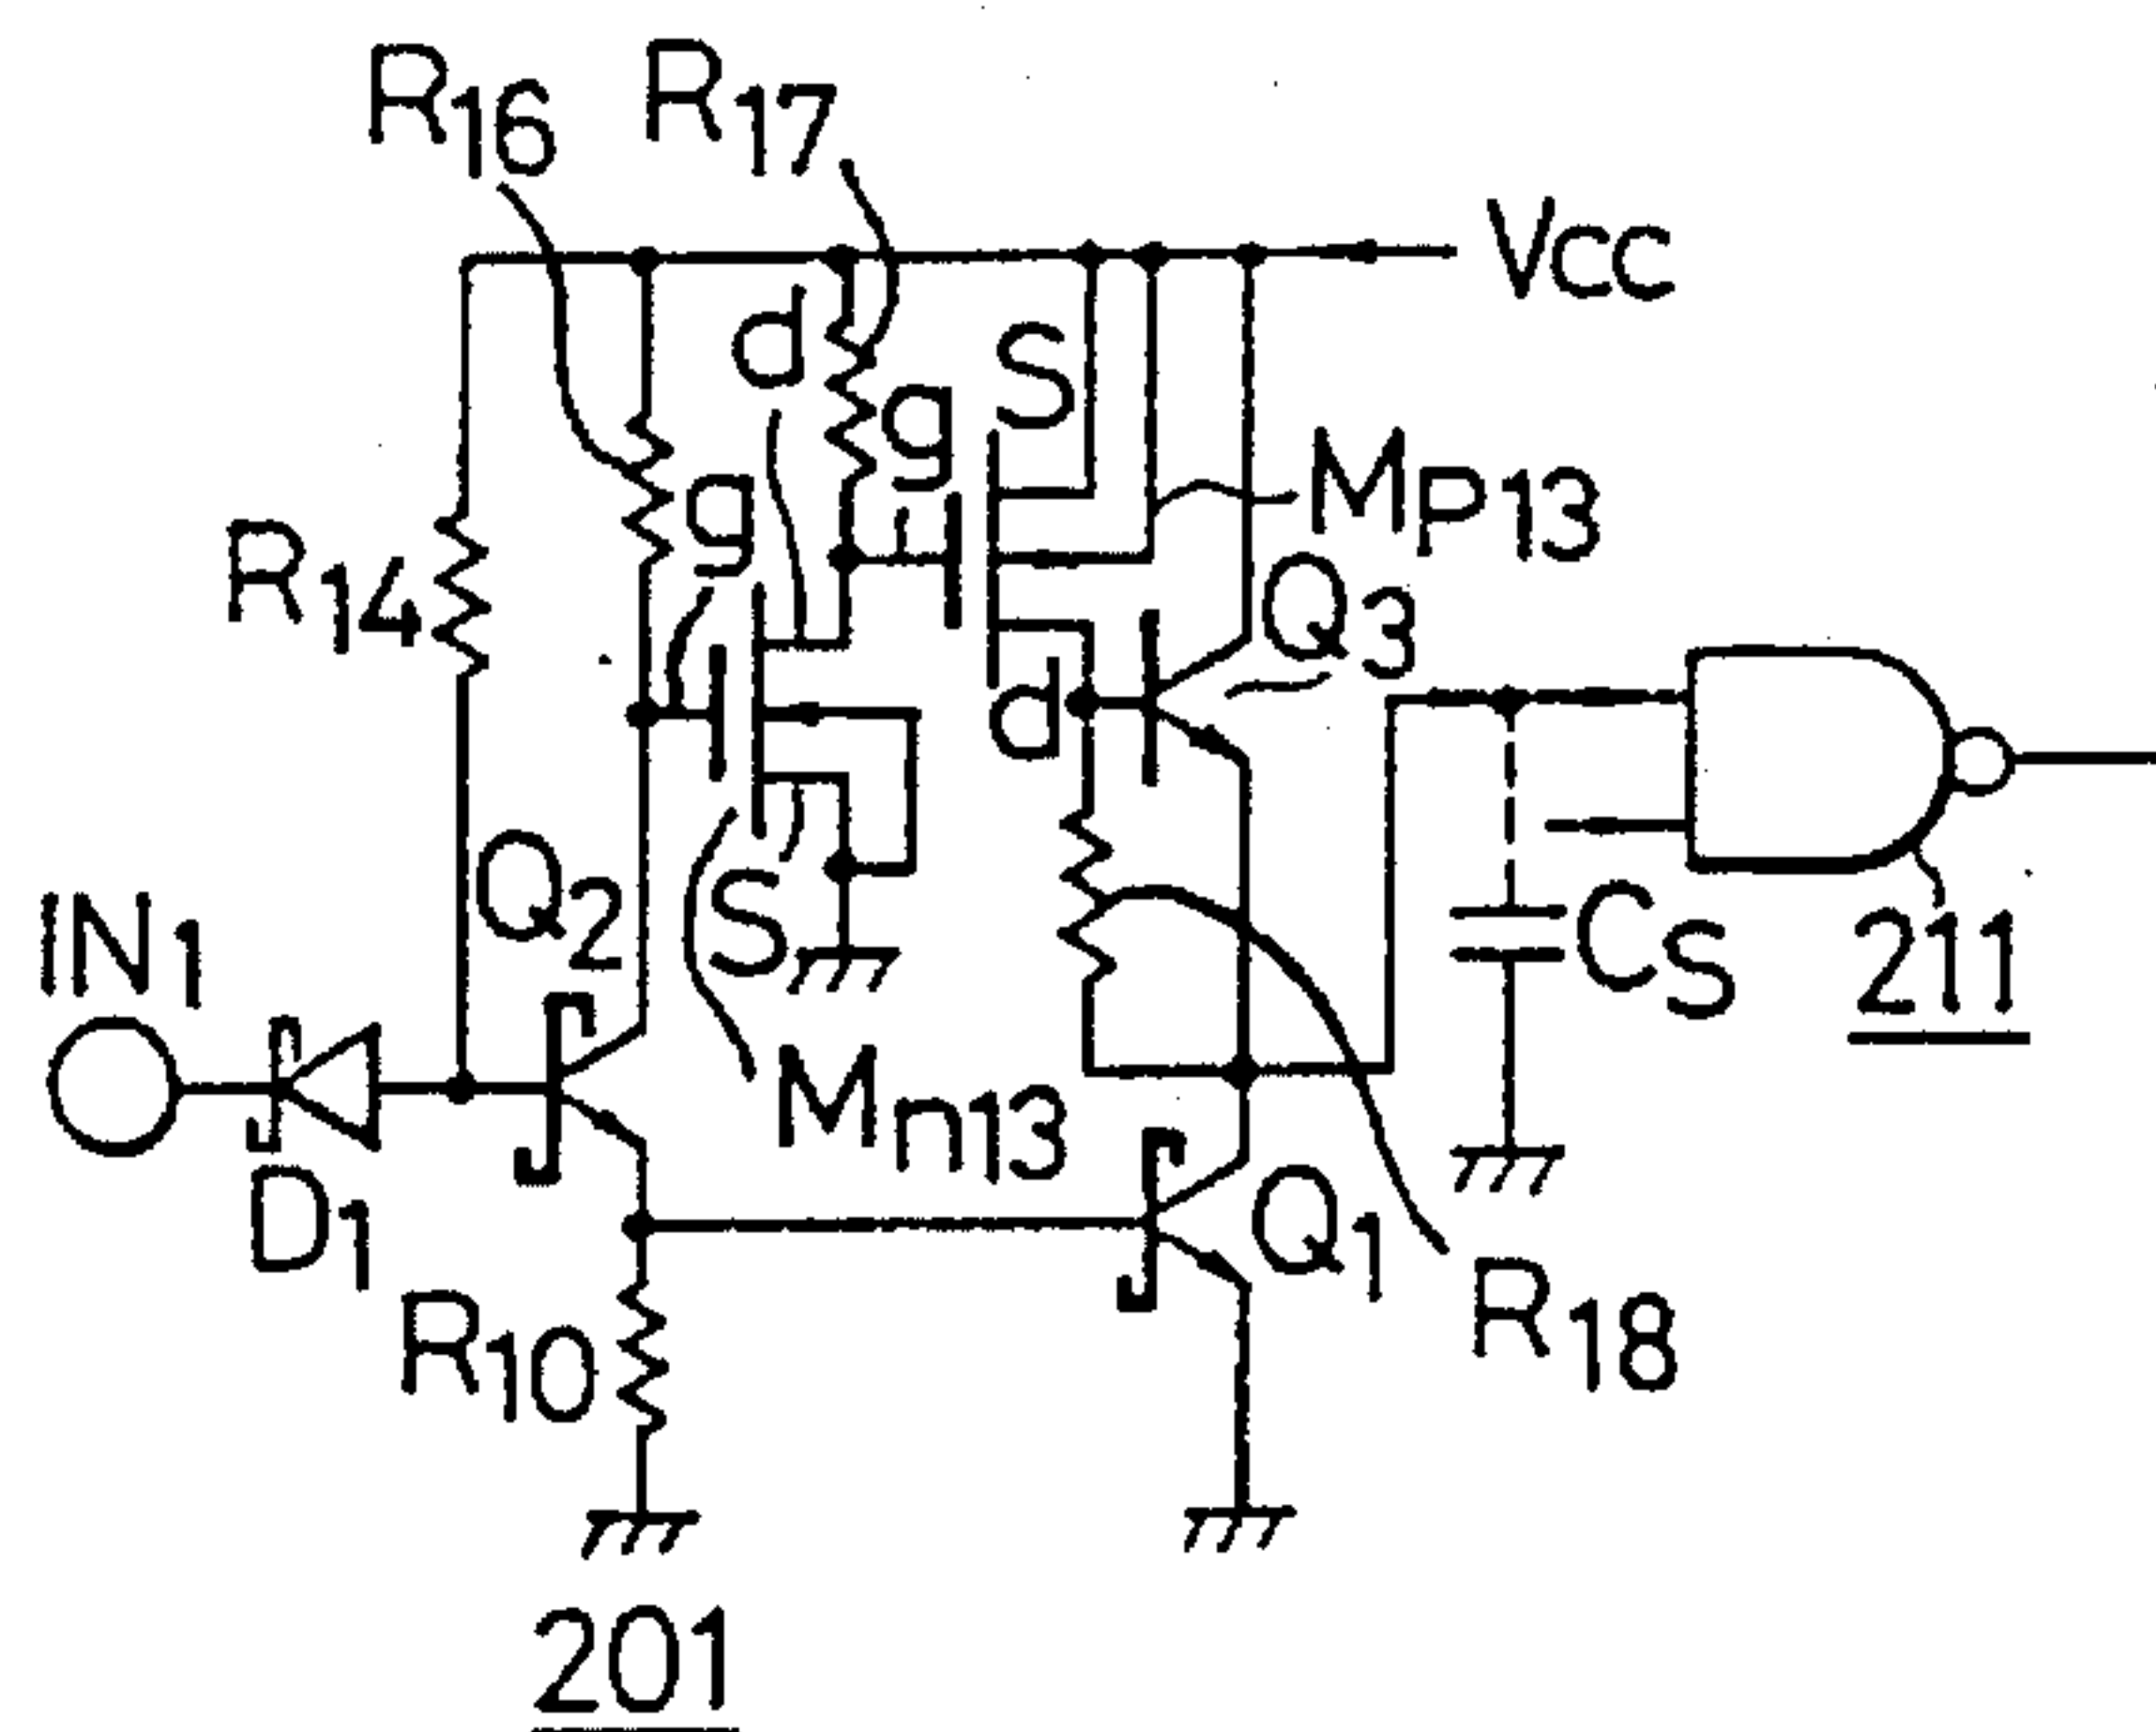 R16
R17
VCC
d
g
S
g
MP13
R14
Q3
d
Q2
S
CS
211
IN1
Mn13
D1
Q1
R10
R18
201